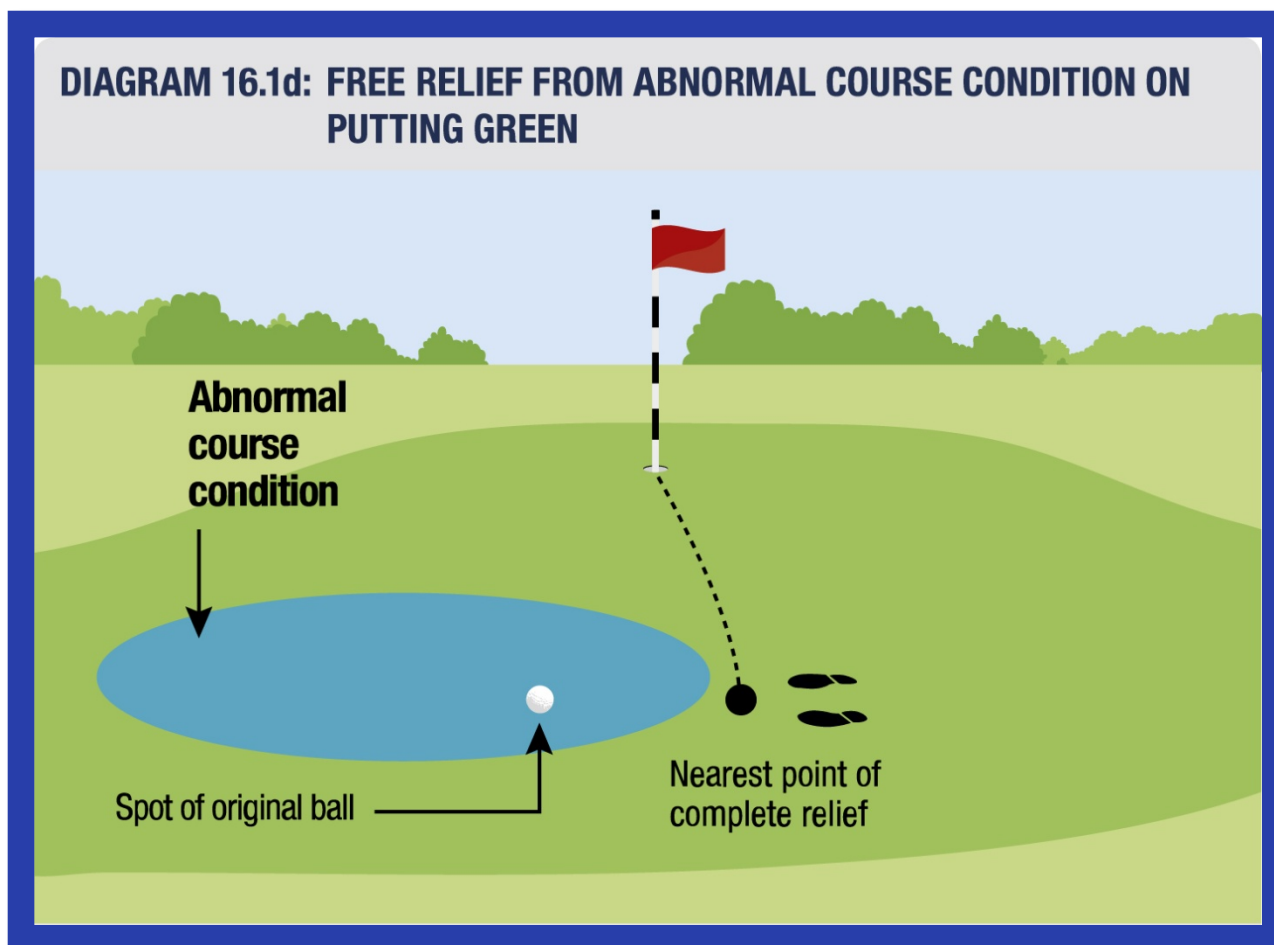 DIAGRAM 16.1d: FREE RELIEF FROM ABNORMAL COURSE CONDITION ON
PUTTING GREEN
Abnormal
course
condition
Spot of original ball
Nearest point of
complete relief